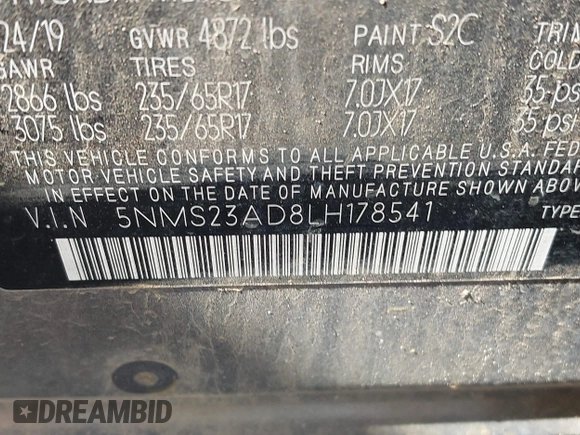 24/19 GVWR 4872 lbs PAINT: S2C TRIM
GAWR TIRES RIMS COLD
2866 lbs 235/65R17 7.0JX17 35 psi
3075 lbs 235/65R17 7.0JX17 35 psi
THIS VEHICLE CONFORMS TO ALL APPLICABLE U.S.A. FED
MOTOR VEHICLE SAFETY AND THEFT PREVENTION STANDA
IN EFFECT ON THE DATE OF MANUFACTURE SHOWN ABOV
V.I.N 5NMS23AD8LH178541 TYPE
DREAMBID